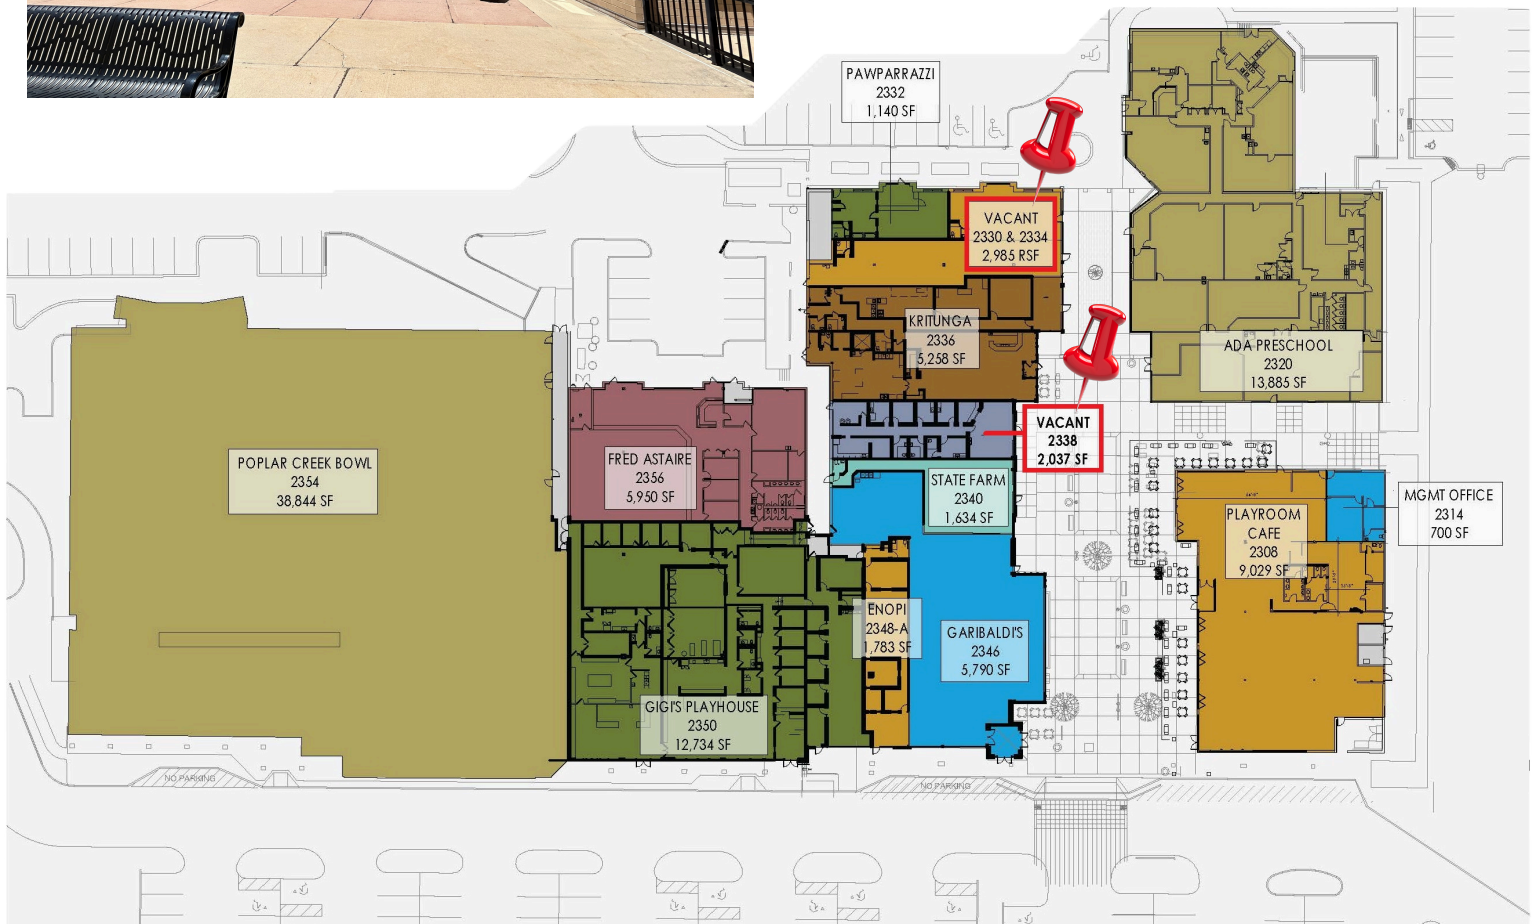 PAWPARRAZZI
2332
1,140 SF
VACANT
2330 & 2334
2,985 RSF
KRITUNGA
2336
5,258 SF
ADA PRESCHOOL
2320
13,885 SF
VACANT
2338
2,037 SF
POPLAR CREEK BOWL
2354
38,844 SF
FRED ASTAIRE
2356
5,950 SF
STATE FARM
2340
1,634 SF
MGMT OFFICE
2314
700 SF
PLAYROOM
CAFE
2308
9,029 SF
ENOPI
2348-A
1,783 SF
GARIBALDI'S
2346
5,790 SF
GIGI'S PLAYHOUSE
2350
12,734 SF
NO PARKING
NO PARKING